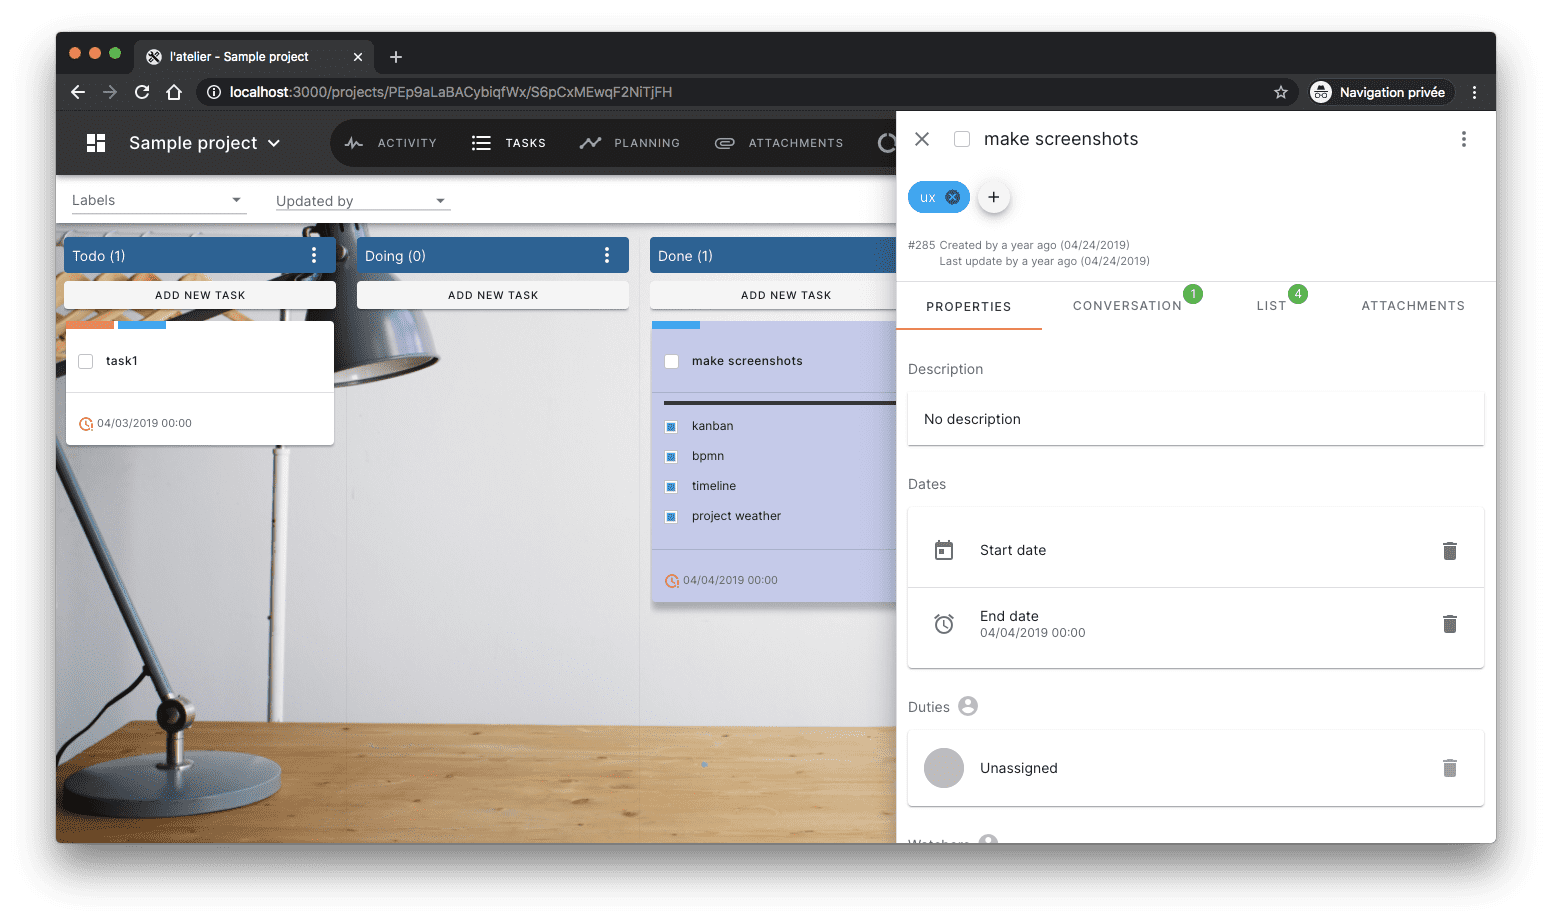 l'atelier - Sample project
localhost:3000/projects/PEp9aLaBACybiqfWx/S6pCxMEwqF2NiTjFH
Navigation privée
Sample project
ACTIVITY
TASKS
PLANNING
ATTACHMENTS
Labels
Updated by
Todo (1)
Doing (0)
Done (1)
ADD NEW TASK
ADD NEW TASK
ADD NEW TASK
task1
04/03/2019 00:00
make screenshots
kanban
bpmn
timeline
project weather
04/04/2019 00:00
make screenshots
ux
#285 Created by a year ago (04/24/2019)
Last update by a year ago (04/24/2019)
PROPERTIES
CONVERSATION 1
LIST 4
ATTACHMENTS
Description
No description
Dates
Start date
End date
04/04/2019 00:00
Duties
Unassigned
Watchers